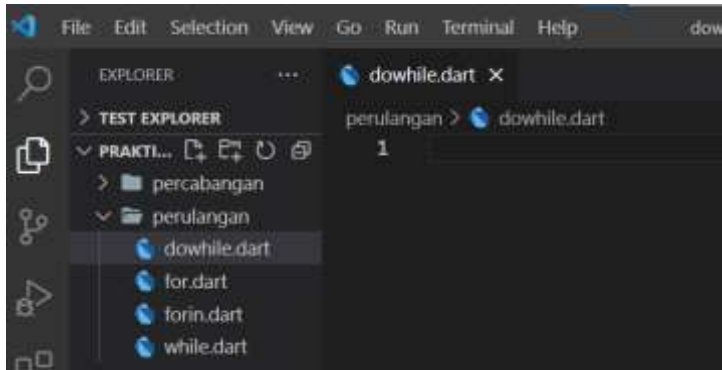 File Edit Selection View Go Run Terminal Help dow
EXPLORER ...
dowhile.dart
TEST EXPLORER
perulangan > dowhile.dart
PRAKTI...
1
percabangan
perulangan
dowhile.dart
for.dart
forin.dart
while.dart